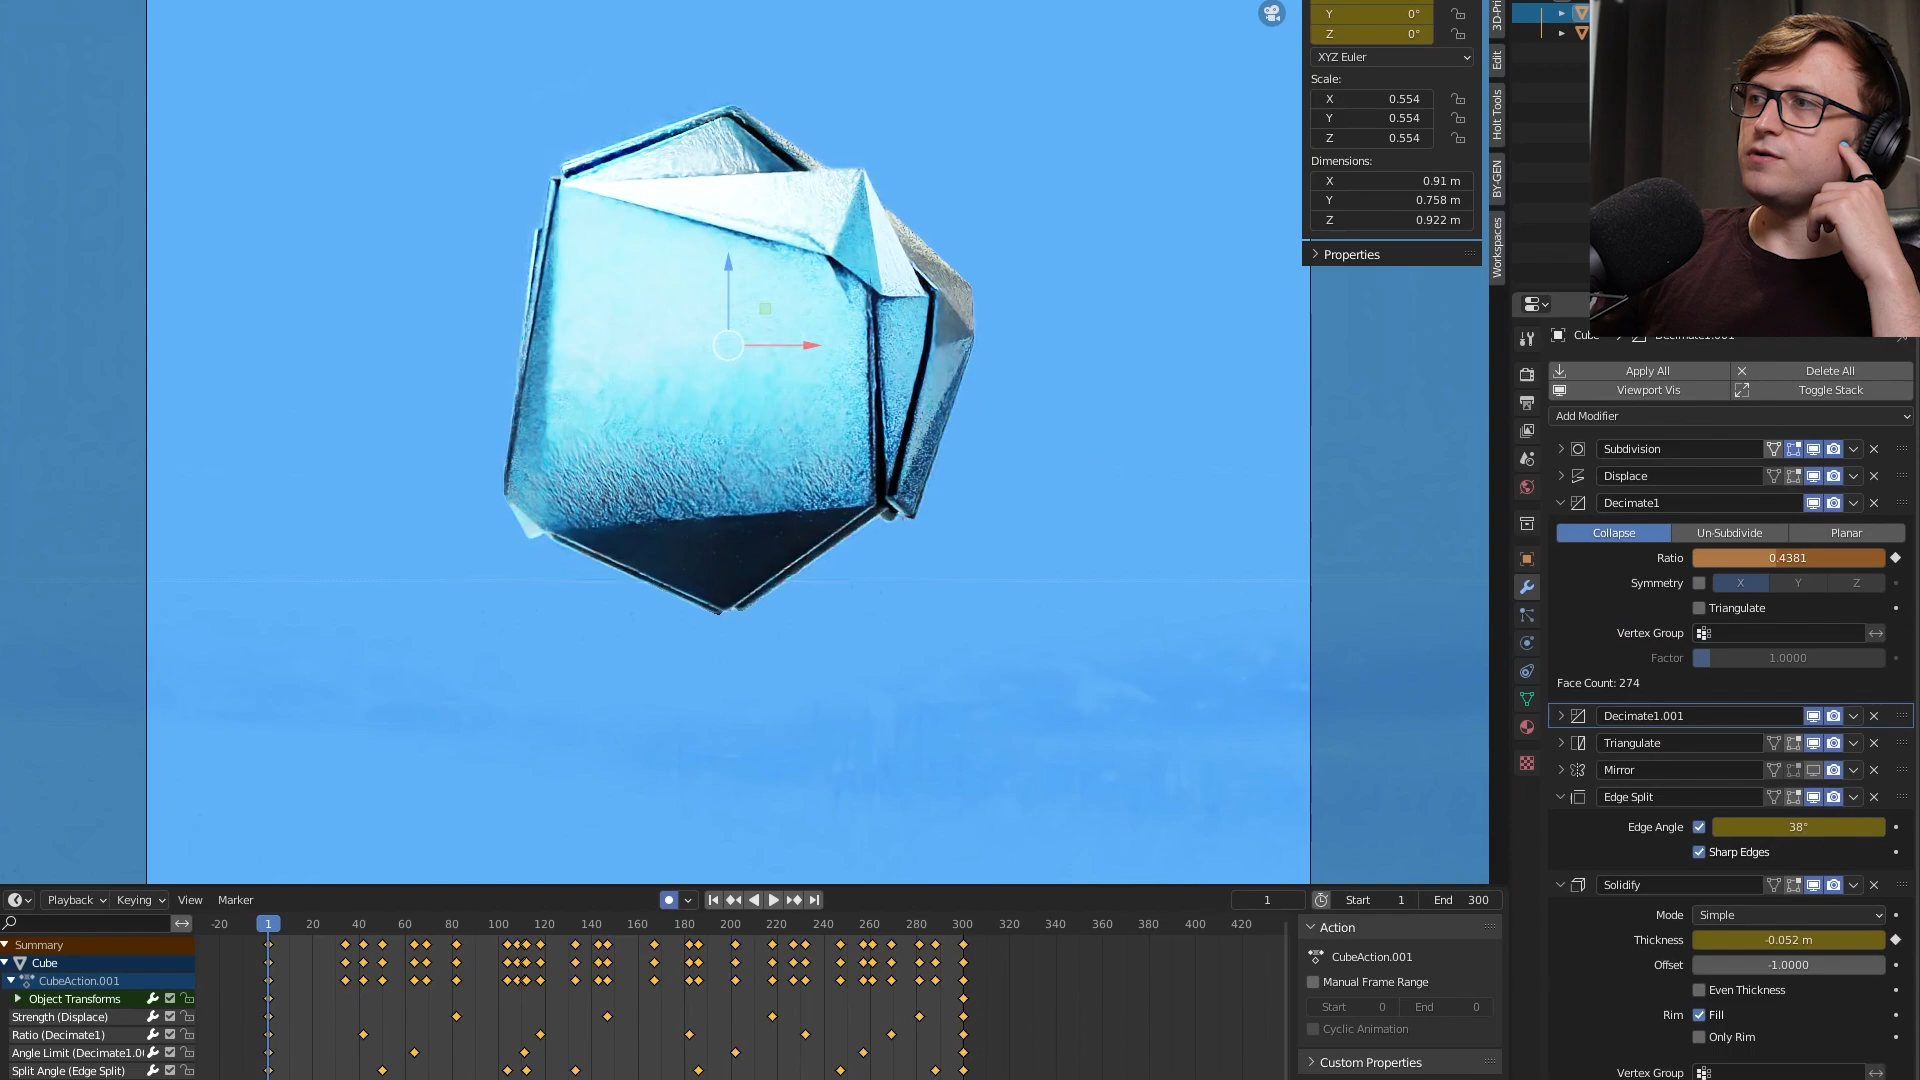 Y 0°
Z 0°
XYZ Euler
Scale:
X 0.554
Y 0.554
Z 0.554
Dimensions:
X 0.91 m
Y 0.758 m
Z 0.922 m
Properties
Edit
Holt Tools
BY-GEN
Workspaces
Apply All
Delete All
Viewport Vis
Toggle Stack
Add Modifier
Subdivision
Displace
Decimate1
Collapse
Un-Subdivide
Planar
Ratio 0.4381
Symmetry X Y Z
Triangulate
Vertex Group
Factor 1.0000
Face Count: 274
Decimate1.001
Triangulate
Mirror
Edge Split
Edge Angle 38°
Sharp Edges
Solidify
Mode Simple
Thickness -0.052 m
Offset -1.0000
Even Thickness
Rim Fill
Only Rim
Vertex Group
Playback Keying View Marker
1 Start 1 End 300
-20 1 20 40 60 80 100 120 140 160 180 200 220 240 260 280 300 320 340 360 380 400 420
Summary
Cube
CubeAction.001
Object Transforms
Strength (Displace)
Ratio (Decimate1)
Angle Limit (Decimate1.0
Split Angle (Edge Split)
Action
CubeAction.001
Manual Frame Range
Start 0 End 0
Cyclic Animation
Custom Properties